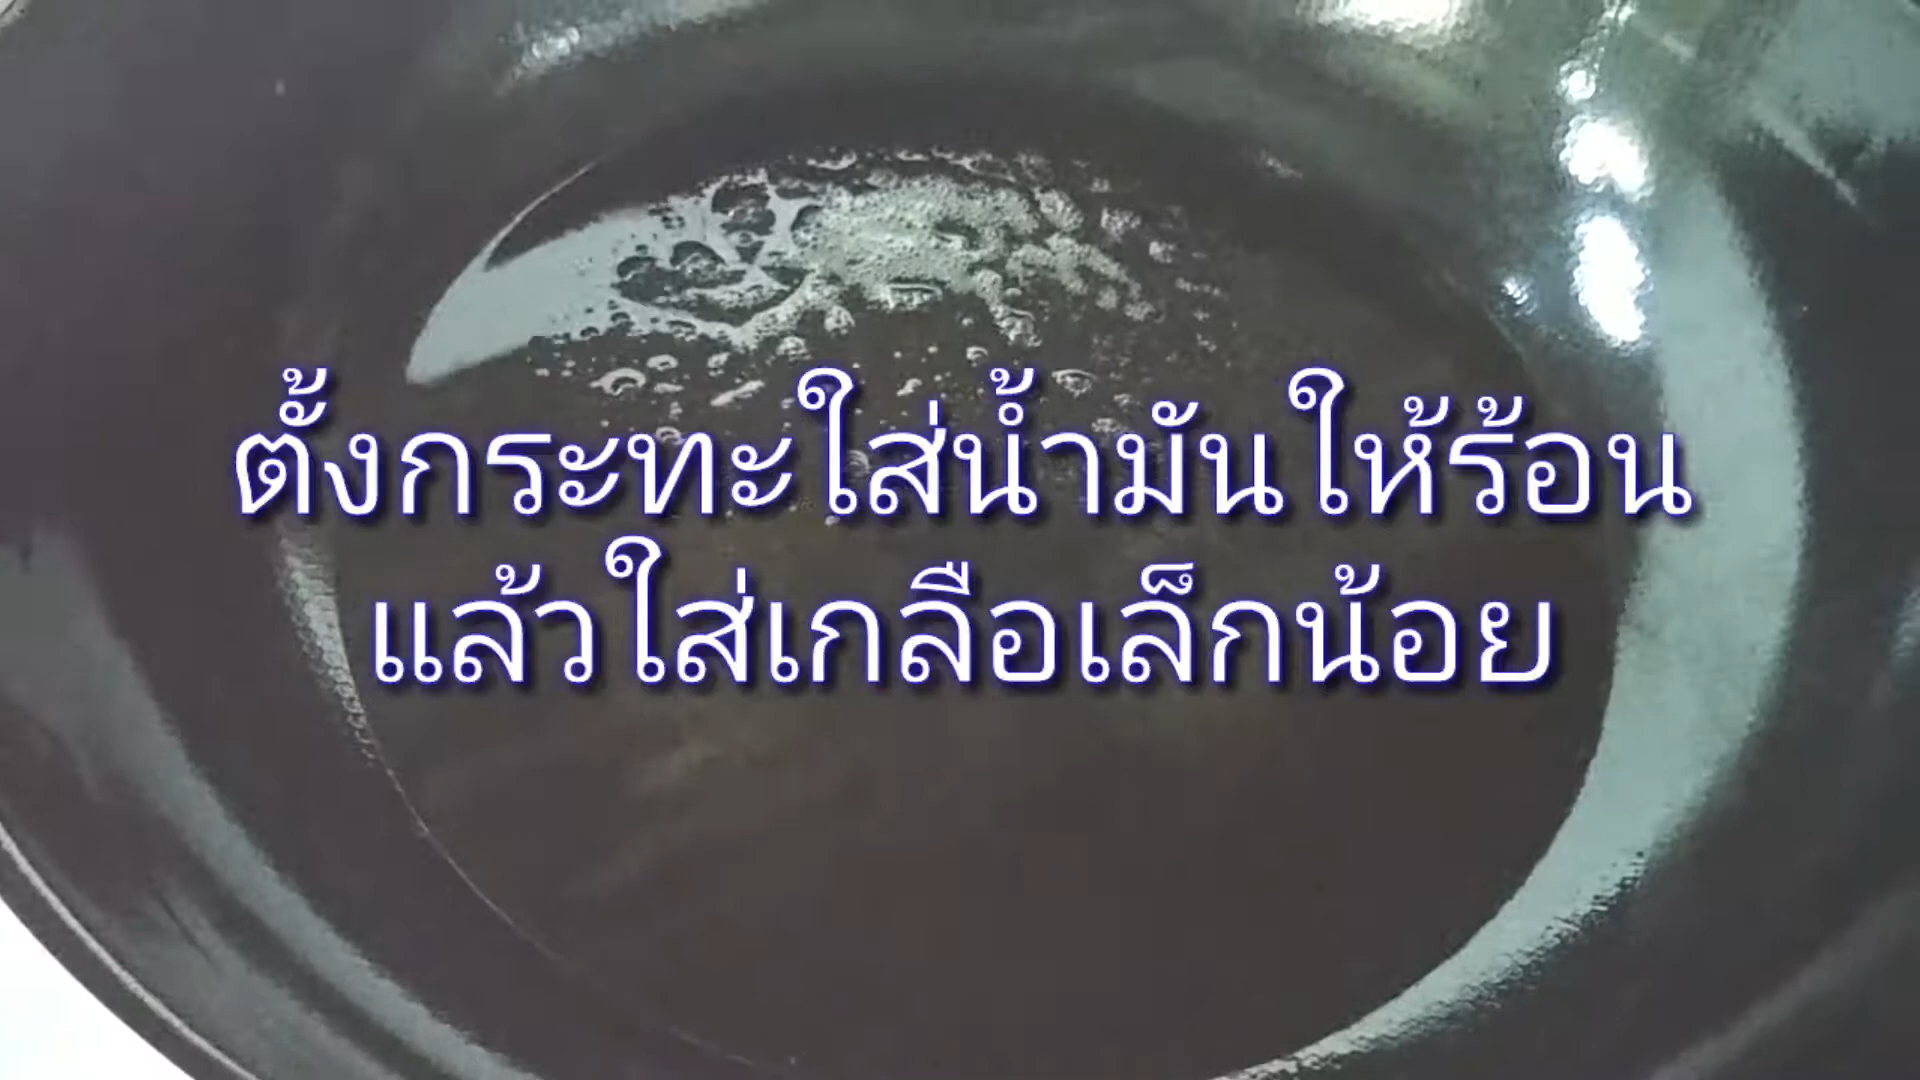 ตั้งกระทะใส่น้ำมันให้ร้อน
แล้วใส่เกลือเล็กน้อย